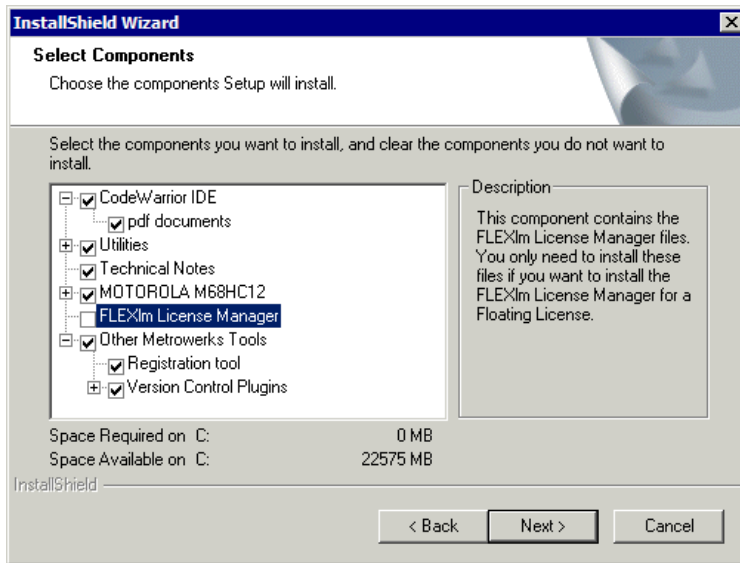 InstallShield Wizard
Select Components
Choose the components Setup will install.
Select the components you want to install, and clear the components you do not want to
install.
CodeWarrior IDE
pdf documents
Utilities
Technical Notes
MOTOROLA M68HC12
FLEXlm License Manager
Other Metrowerks Tools
Registration tool
Version Control Plugins
Description
This component contains the
FLEXlm License Manager files.
You only need to install these
files if you want to install the
FLEXlm License Manager for a
Floating License.
Space Required on C: 0 MB
Space Available on C: 22575 MB
InstallShield
< Back Next > Cancel